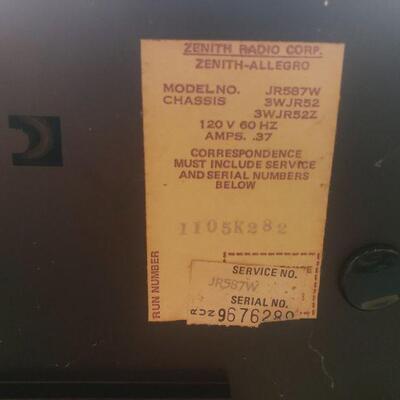 ZENITH RADIO CORP.
ZENITH-ALLEGRO
MODEL NO. JR587W
CHASSIS 3WJR52
3WJR52Z
120 V 60 HZ
AMPS. .37
CORRESPONDENCE
MUST INCLUDE SERVICE
AND SERIAL NUMBERS
BELOW
1105K282
RUN NUMBER
SERVICE NO.
JR587W
SERIAL NO.
RUN 9676289